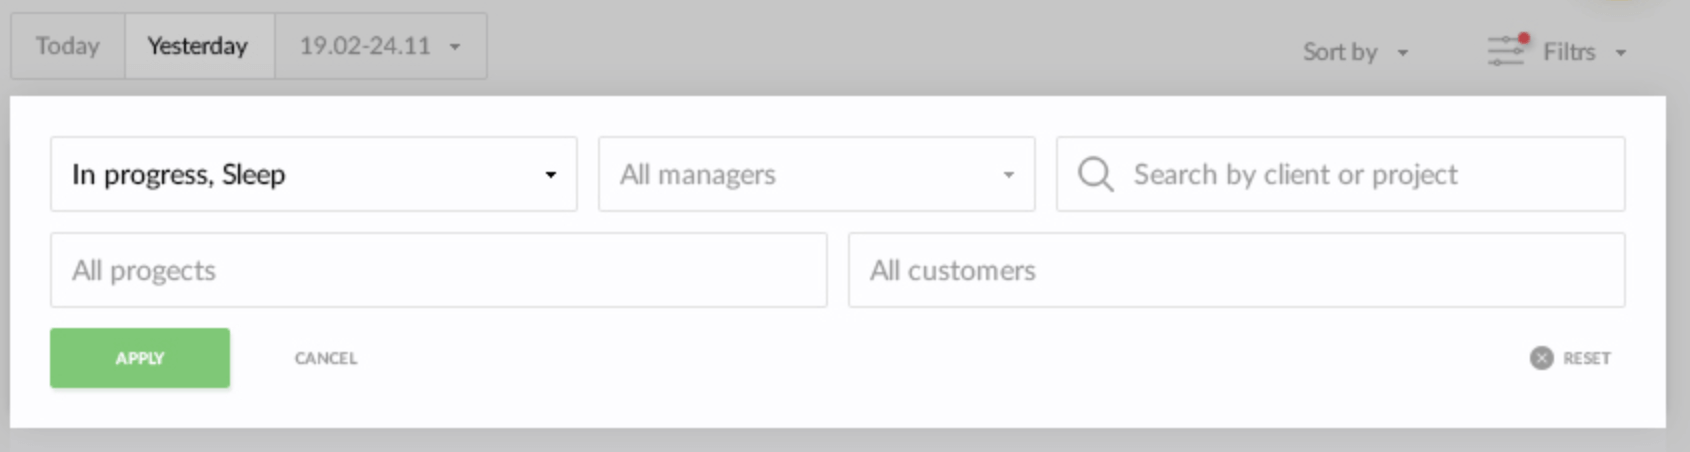 Today Yesterday 19.02-24.11 Sort by Filtrs
In progress, Sleep All managers Search by client or project
All progects All customers
APPLY CANCEL RESET